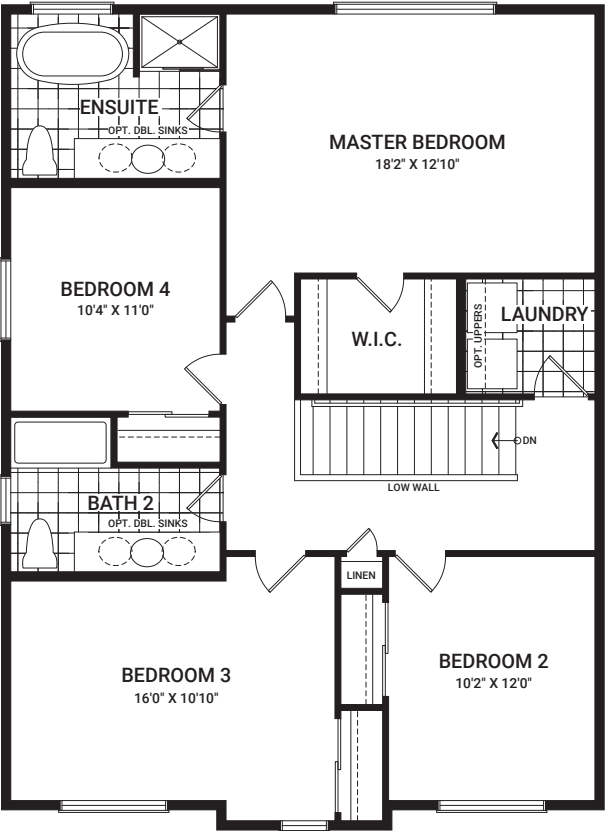 ENSUITE
OPT. DBL. SINKS
MASTER BEDROOM
18'2" X 12'10"
BEDROOM 4
10'4" X 11'0"
W.I.C.
OPT. UPPERS
LAUNDRY
DN
LOW WALL
BATH 2
OPT. DBL. SINKS
LINEN
BEDROOM 3
16'0" X 10'10"
BEDROOM 2
10'2" X 12'0"